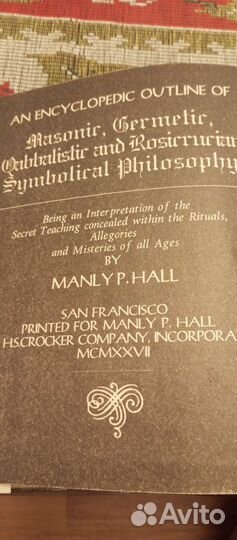 AN ENCYCLOPEDIC OUTLINE OF
Masonic, Germetic,
Qabbalistic and Rosicrucian
Symbolical Philosophy
Being an Interpretation of the
Secret Teaching concealed within the Rituals,
Allegories
and Misteries of all Ages
BY
MANLY P. HALL
SAN FRANCISCO
PRINTED FOR MANLY P. HALL
H.S.CROCKER COMPANY, INCORPORA
MCMXXVII
Avito